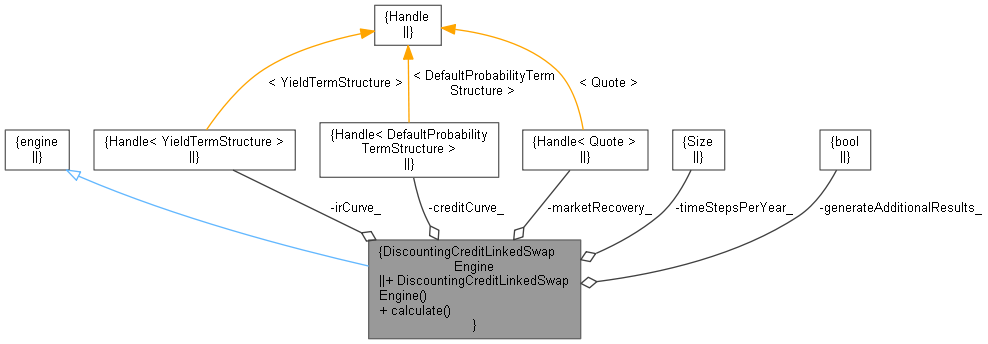 {Handle
||}
< YieldTermStructure >
< DefaultProbabilityTerm
Structure >
< Quote >
{engine
||}
{Handle< YieldTermStructure >
||}
{Handle< DefaultProbability
TermStructure >
||}
{Handle< Quote >
||}
{Size
||}
{bool
||}
-irCurve_
-creditCurve_
-marketRecovery_
-timeStepsPerYear_
-generateAdditionalResults_
{DiscountingCreditLinkedSwap
Engine
||+ DiscountingCreditLinkedSwap
Engine()
+ calculate()
}